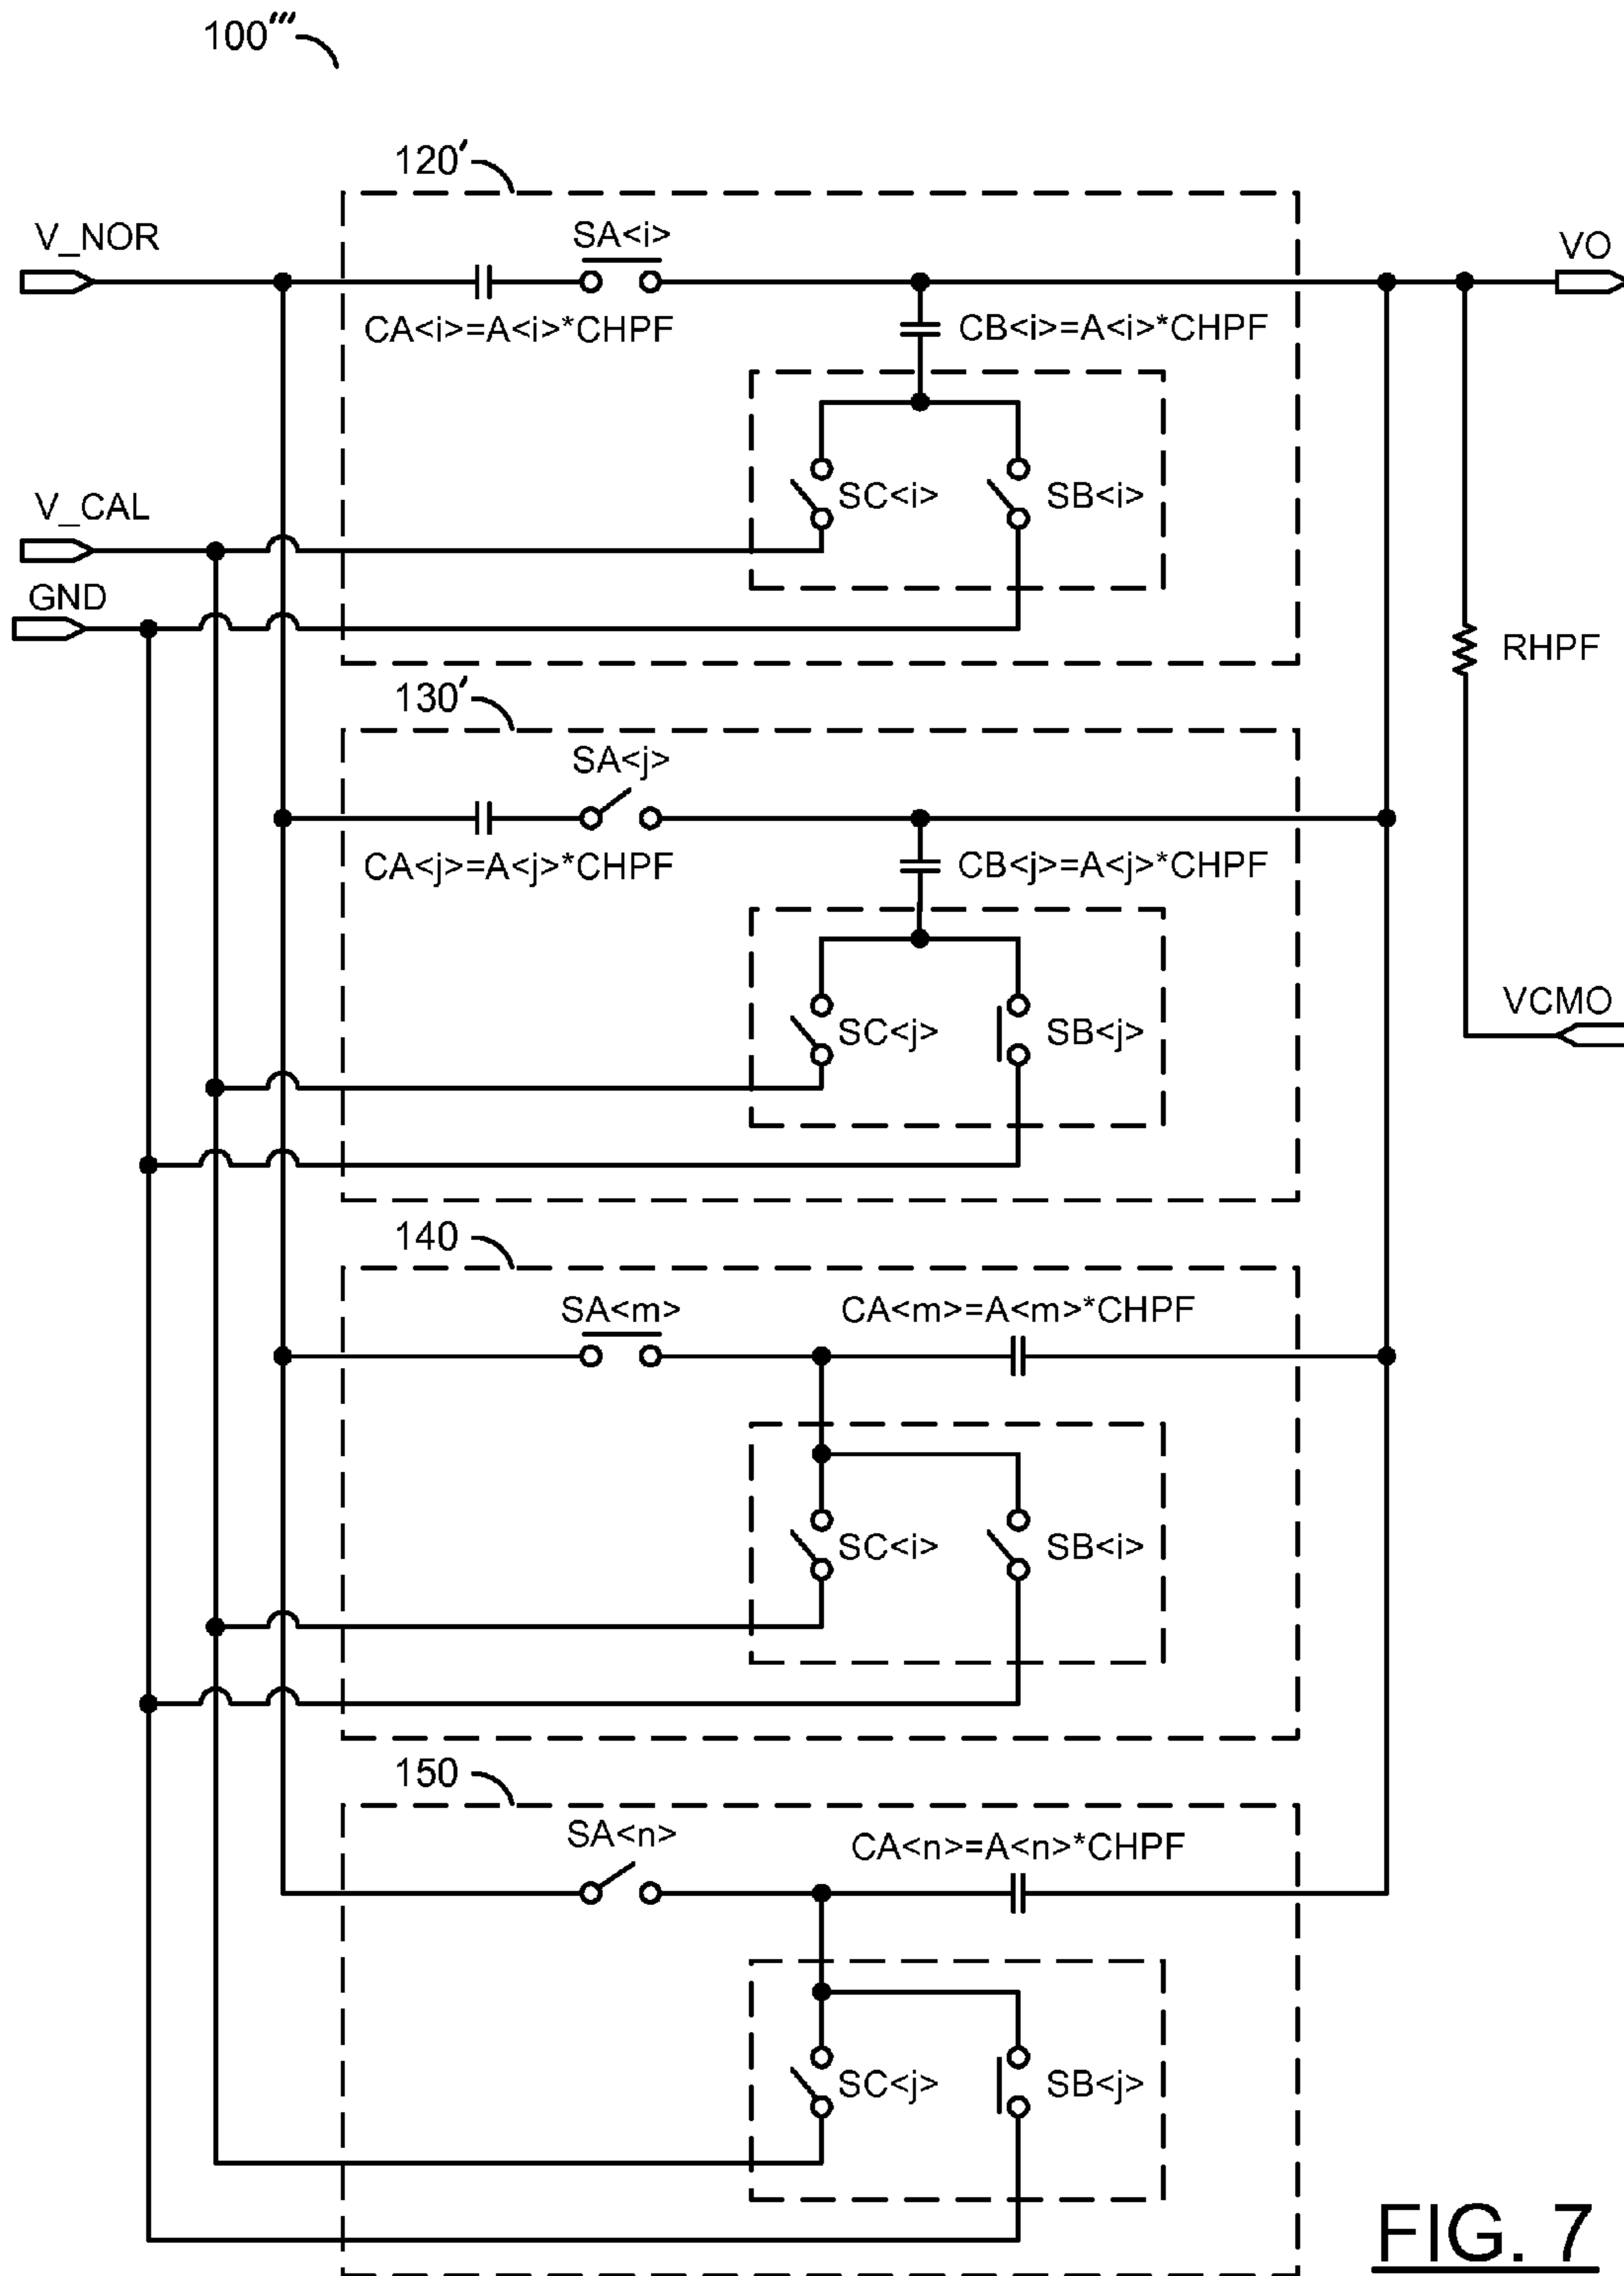 100‴
120′
V_NOR
SA<i>
VO
CA<i>=A<i>*CHPF
CB<i>=A<i>*CHPF
V_CAL
SC<i>
SB<i>
GND
RHPF
130′
SA<j>
CA<j>=A<j>*CHPF
CB<j>=A<j>*CHPF
VCMO
SC<j>
SB<j>
140
SA<m>
CA<m>=A<m>*CHPF
SC<i>
SB<i>
150
SA<n>
CA<n>=A<n>*CHPF
SC<j>
SB<j>
FIG. 7